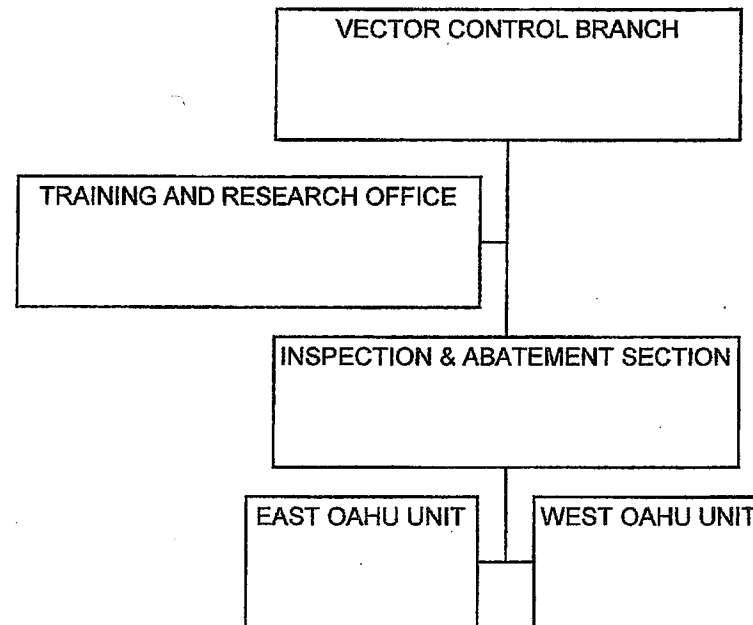 VECTOR CONTROL BRANCH
TRAINING AND RESEARCH OFFICE
INSPECTION & ABATEMENT SECTION
EAST OAHU UNIT
WEST OAHU UNIT